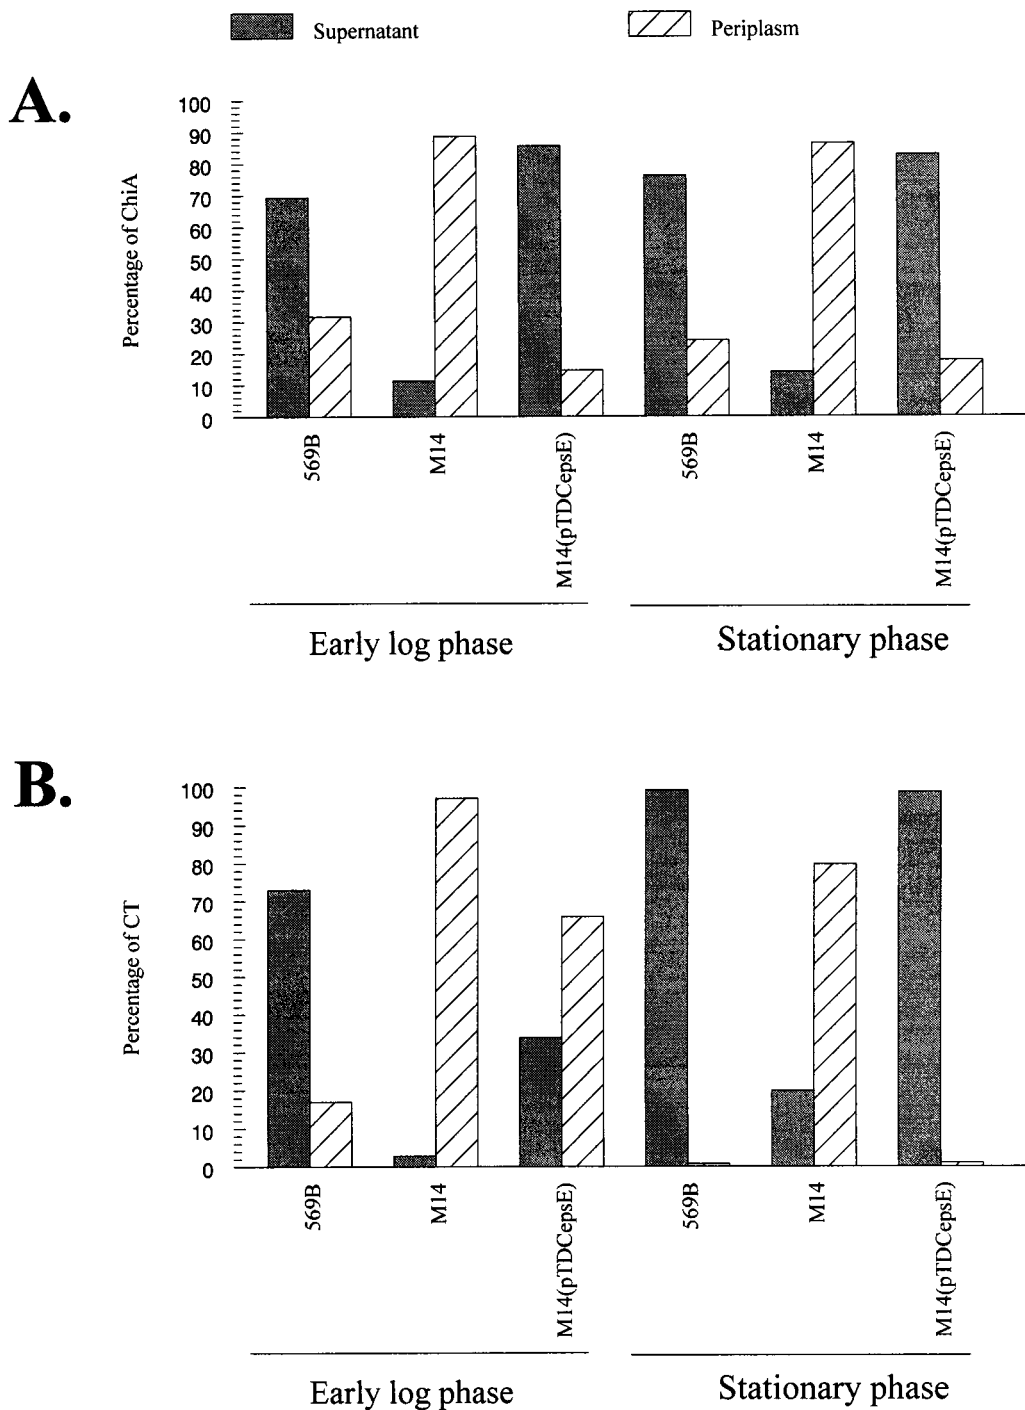 Supernatant
Periplasm
A.
Percentage of ChiA
100
90
80
70
60
50
40
30
20
10
0
569B
M14
M14(pTDCepsE)
569B
M14
M14(pTDCepsE)
Early log phase
Stationary phase
B.
Percentage of CT
100
90
80
70
60
50
40
30
20
10
0
569B
M14
M14(pTDCepsE)
569B
M14
M14(pTDCepsE)
Early log phase
Stationary phase